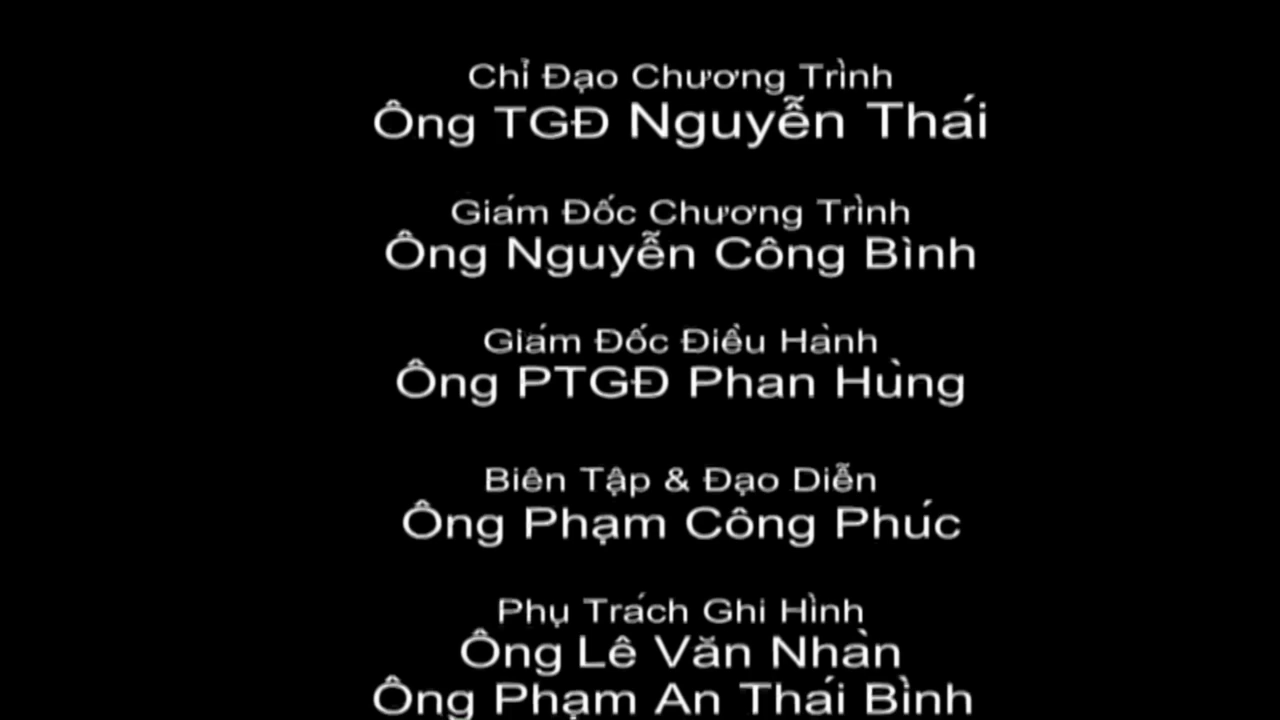 Chỉ Đạo Chương Trình
Ông TGĐ Nguyễn Thái
Giám Đốc Chương Trình
Ông Nguyễn Công Bình
Giám Đốc Điều Hành
Ông PTGĐ Phan Hùng
Biên Tập & Đạo Diễn
Ông Phạm Công Phúc
Phụ Trách Ghi Hình
Ông Lê Văn Nhàn
Ông Phạm An Thái Bình